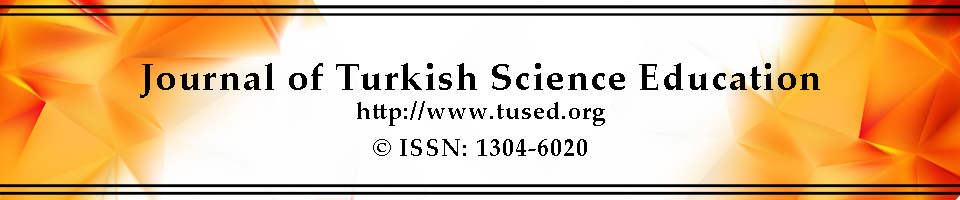 Journal of Turkish Science Education
http://www.tused.org
© ISSN: 1304-6020